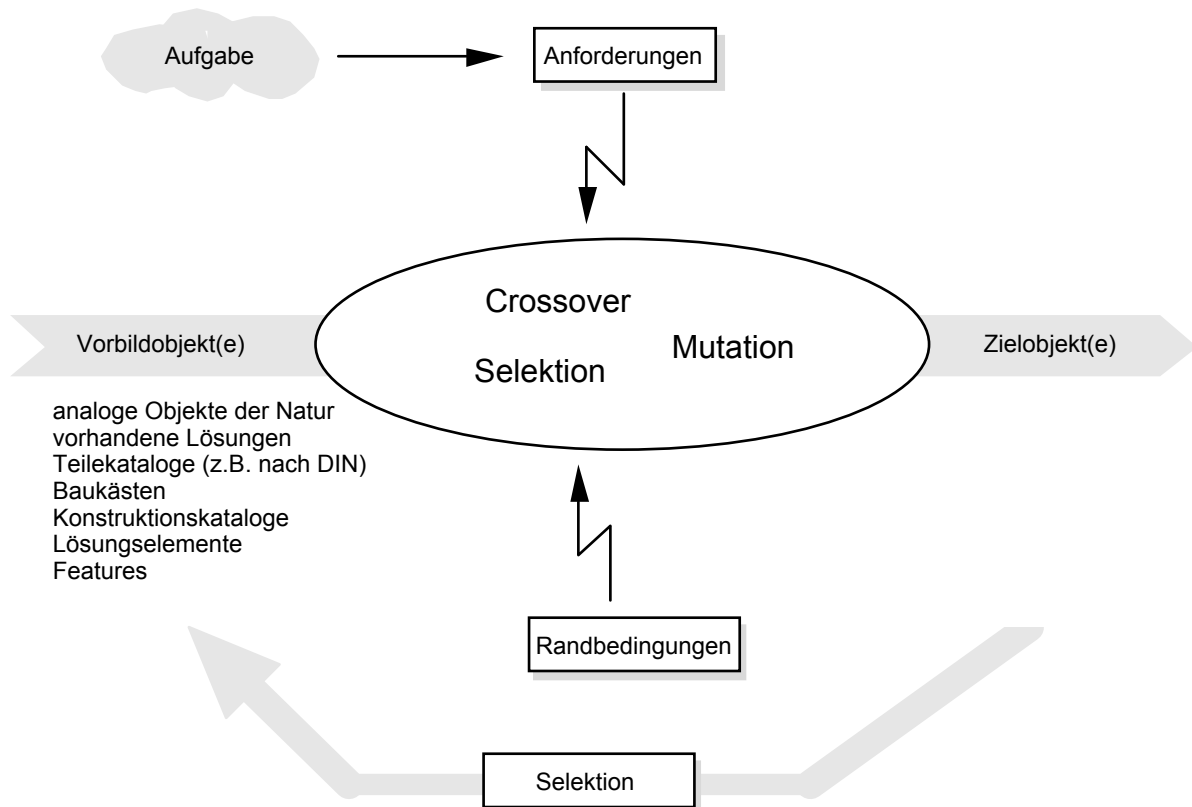 Aufgabe
Anforderungen
Crossover
Mutation
Selektion
Vorbildobjekt(e)
Zielobjekt(e)
analoge Objekte der Natur
vorhandene Lösungen
Teilekataloge (z.B. nach DIN)
Baukästen
Konstruktionskataloge
Lösungselemente
Features
Randbedingungen
Selektion